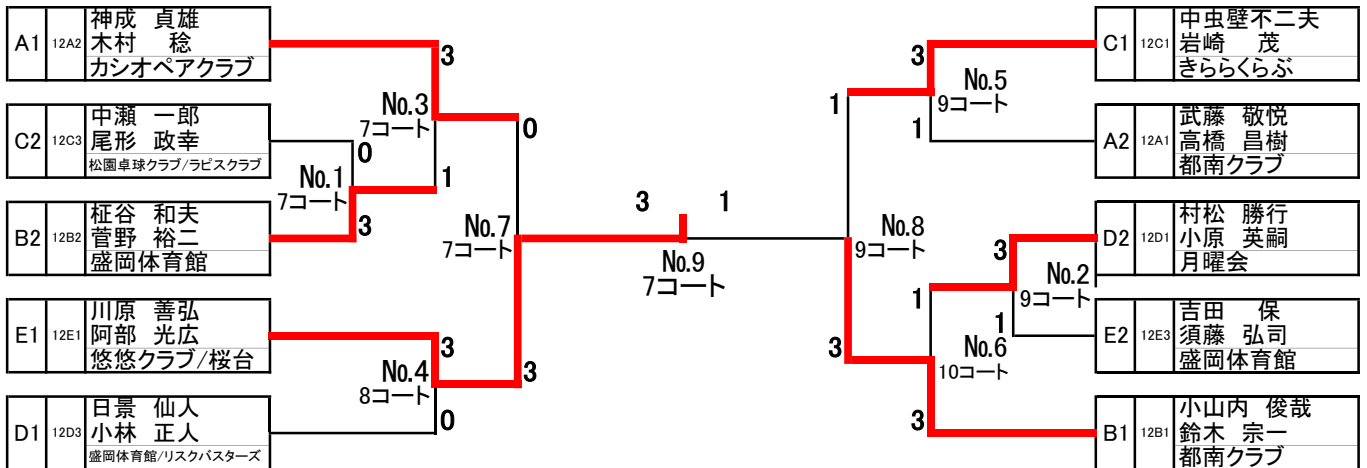 A1 12A2 神成 貞雄
木村 稔
カシオペアクラブ
C2 12C3 中瀬 一郎
尾形 政幸
松園卓球クラブ/ラピスクラブ
B2 12B2 柾谷 和夫
菅野 裕二
盛岡体育館
E1 12E1 川原 善弘
阿部 光広
悠悠クラブ/桜台
D1 12D3 日景 仙人
小林 正人
盛岡体育館/リスクバスターズ
3
No.3
7コート
0
0
No.1
7コート
1
3
No.7
7コート
3
No.4
8コート
3
0
3 1
No.9
7コート
3
No.5
9コート
1
1
No.8
9コート
3
No.2
9コート
1
1
No.6
10コート
3
3
C1 12C1 中虫壁不二夫
岩崎 茂
きららくらぶ
A2 12A1 武藤 敬悦
高橋 昌樹
都南クラブ
D2 12D1 村松 勝行
小原 英嗣
月曜会
E2 12E3 吉田 保
須藤 弘司
盛岡体育館
B1 12B1 小山内 俊哉
鈴木 宗一
都南クラブ